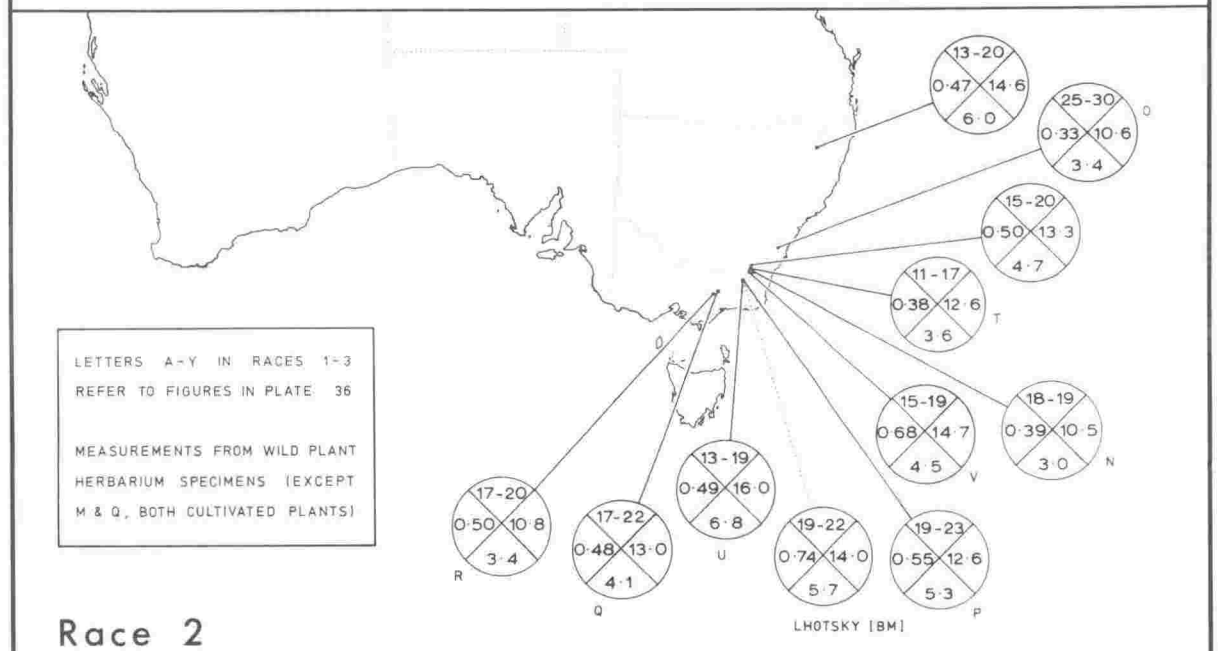 13-20
0·47 14·6
6·0
25-30
0·33 10·6
3·4
O
15-20
0·50 13·3
4·7
11-17
0·38 12·6
3·6
T
LETTERS A-Y IN RACES 1-3
REFER TO FIGURES IN PLATE 36
MEASUREMENTS FROM WILD PLANT
HERBARIUM SPECIMENS (EXCEPT
M & Q, BOTH CULTIVATED PLANTS)
15-19
0·68 14·7
4·5
V
18-19
0·39 10·5
3·0
N
13-19
0·49 16·0
6·8
U
17-20
0·50 10·8
3·4
R
17-22
0·48 13·0
4·1
Q
19-22
0·74 14·0
5·7
LHOTSKY [BM]
19-23
0·55 12·6
5·3
P
Race 2